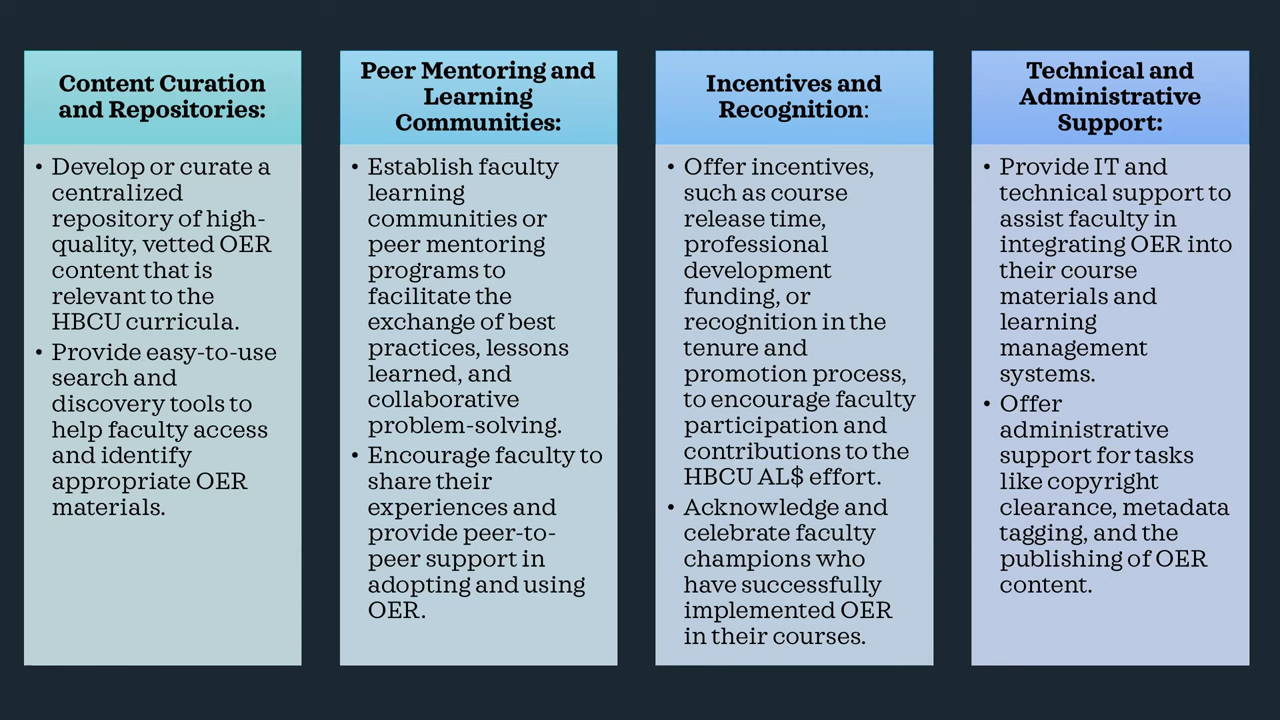 Content Curation
and Repositories:
• Develop or curate a
centralized
repository of high-
quality, vetted OER
content that is
relevant to the
HBCU curricula.
• Provide easy-to-use
search and
discovery tools to
help faculty access
and identify
appropriate OER
materials.
Peer Mentoring and
Learning
Communities:
• Establish faculty
learning
communities or
peer mentoring
programs to
facilitate the
exchange of best
practices, lessons
learned, and
collaborative
problem-solving.
• Encourage faculty to
share their
experiences and
provide peer-to-
peer support in
adopting and using
OER.
Incentives and
Recognition:
• Offer incentives,
such as course
release time,
professional
development
funding, or
recognition in the
tenure and
promotion process,
to encourage faculty
participation and
contributions to the
HBCU AL$ effort.
• Acknowledge and
celebrate faculty
champions who
have successfully
implemented OER
in their courses.
Technical and
Administrative
Support:
• Provide IT and
technical support to
assist faculty in
integrating OER into
their course
materials and
learning
management
systems.
• Offer
administrative
support for tasks
like copyright
clearance, metadata
tagging, and the
publishing of OER
content.